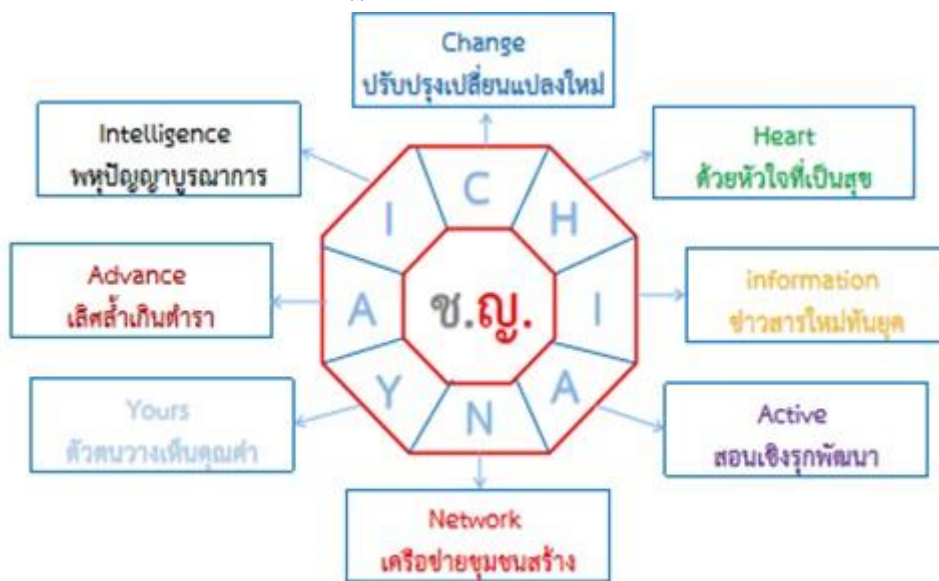 Change
ปรับปรุงเปลี่ยนแปลงใหม่
Intelligence
พหุปัญญาบูรณาการ
Heart
ด้วยหัวใจที่เป็นสุข
Advance
เลิศล้ำเกินตำรา
information
ข่าวสารใหม่ทันยุค
Yours
ตัวตนวางเห็นคุณค่า
Active
สอนเชิงรุกพัฒนา
Network
เครือข่ายชุมชนสร้าง
C
H
I
A
N
Y
A
I
ช.ญ.